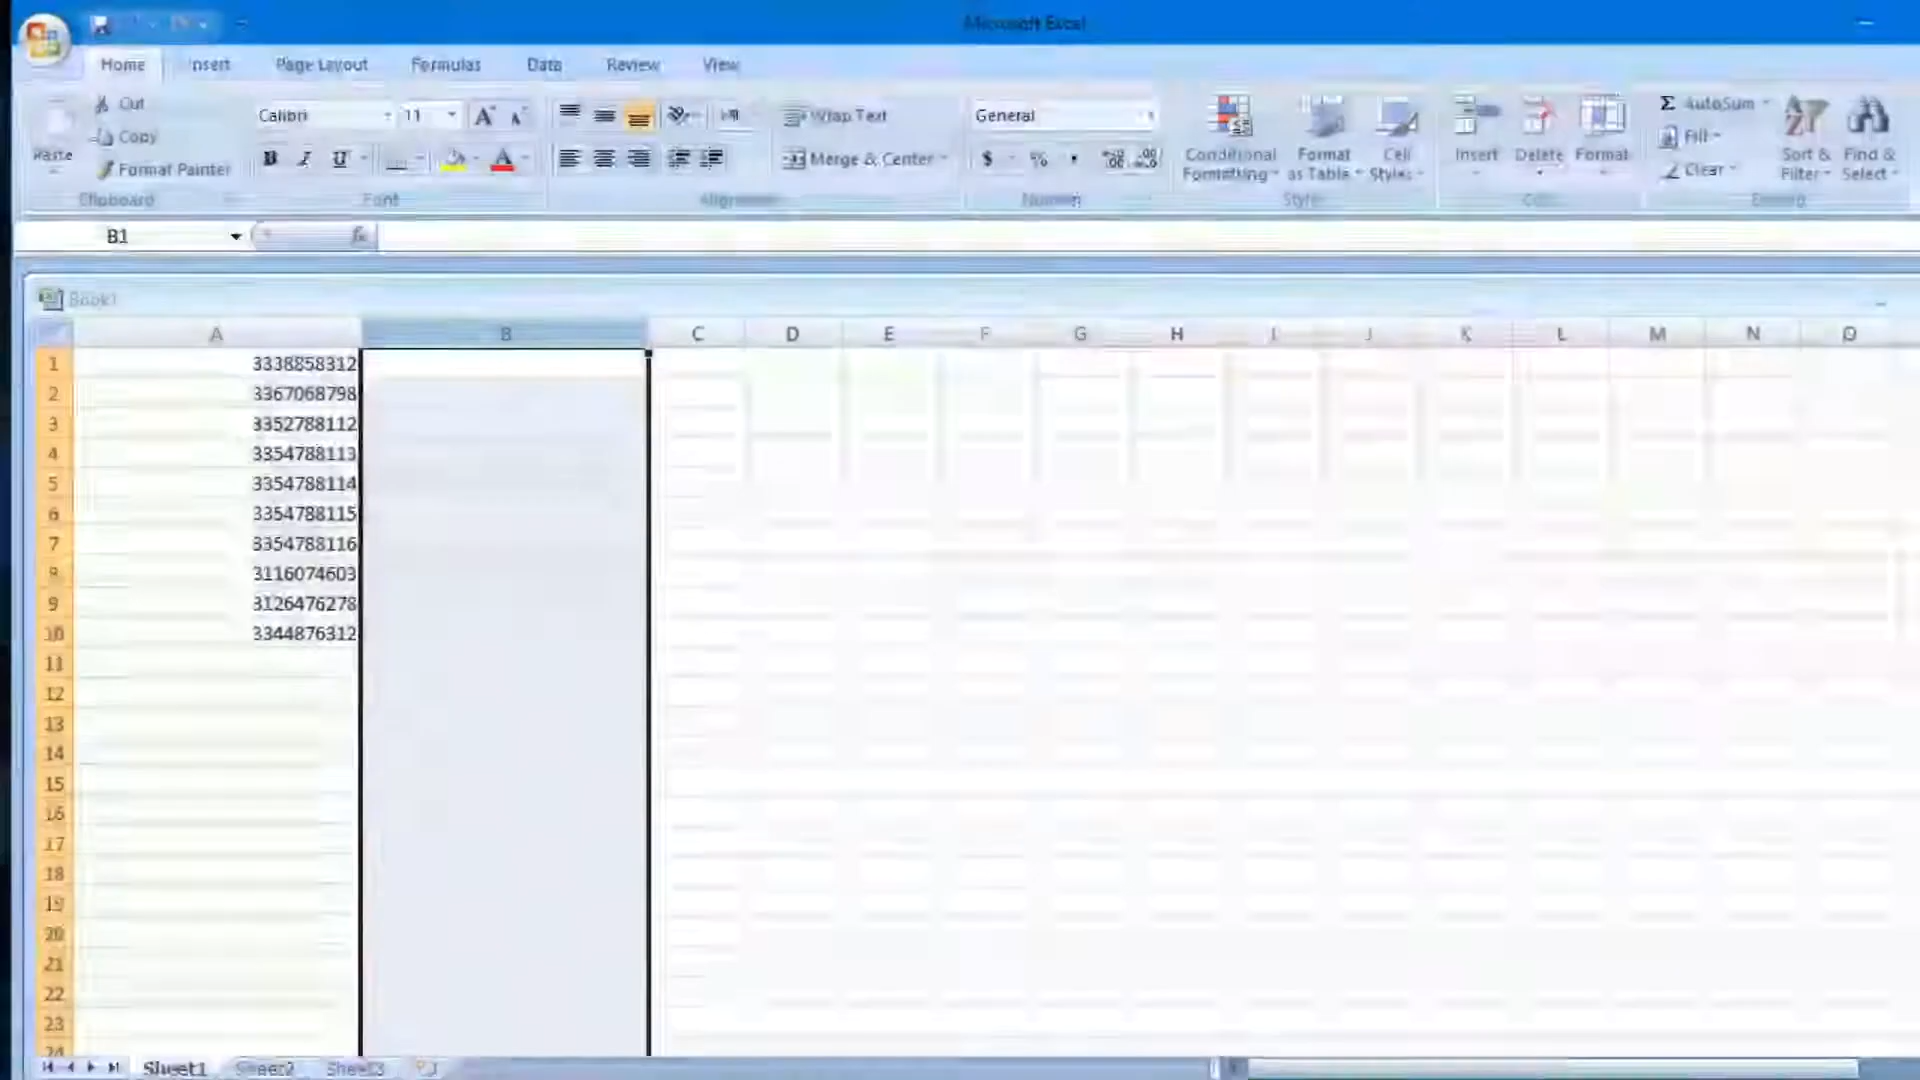 Microsoft Excel
Home Insert Page Layout Formulas Data Review View
Cut
Copy
Format Painter
Paste
Clipboard
Calibri 11
B I U A
Font
Wrap Text
Merge & Center
Alignment
General
$ %
Number
Conditional Formatting
Format as Table
Cell Styles
Insert Delete Format
Σ AutoSum
Fill
Clear
Sort & Filter
Find & Select
B1 fx
Book1
A B C D E F G H I J K L M N O
1 3338858312
2 3367068798
3 3352788112
4 3354788113
5 3354788114
6 3354788115
7 3354788116
8 3116074603
9 3126476278
10 3344876312
11
12
13
14
15
16
17
18
19
20
21
22
23
24
Sheet1 Sheet2 Sheet3